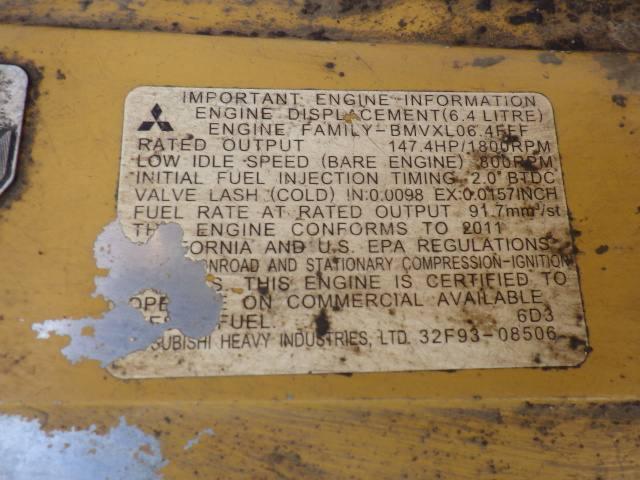 IMPORTANT ENGINE INFORMATION
ENGINE DISPLACEMENT(6.4 LITRE)
ENGINE FAMILY-BMVXL06.4FFF
RATED OUTPUT 147.4HP/1800RPM
LOW IDLE SPEED (BARE ENGINE) 800RPM
INITIAL FUEL INJECTION TIMING 2.0°BTDC
VALVE LASH (COLD) IN:0.0098 EX:0.0157INCH
FUEL RATE AT RATED OUTPUT 91.7mm³/st
THIS ENGINE CONFORMS TO 2011
AND U.S. EPA REGULATIONS
AND STATIONARY COMPRESSION-IGNITION
THIS ENGINE IS CERTIFIED TO
ON COMMERCIAL AVAILABLE
FUEL. 6D3
HEAVY INDUSTRIES, LTD. 32F93-08506